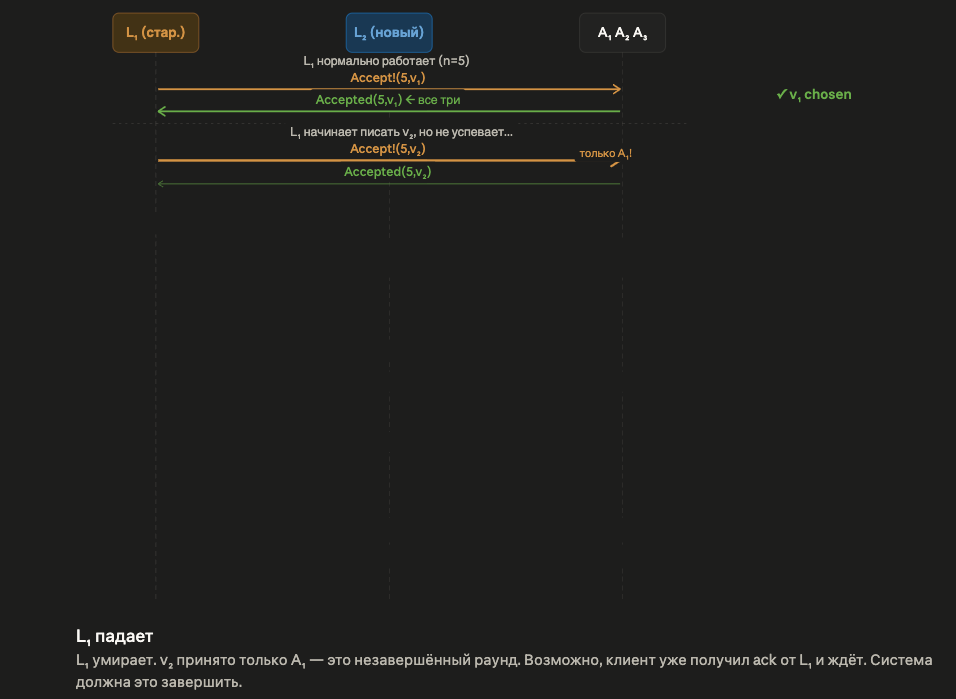 L₁ (стар.)
L₂ (новый)
A₁ A₂ A₃
L₁ нормально работает (n=5)
Accept!(5,v₁)
Accepted(5,v₁) ← все три
✓ v₁ chosen
L₁ начинает писать v₂, но не успевает...
Accept!(5,v₂)
только A₁!
Accepted(5,v₂)
L₁ падает
L₁ умирает. v₂ принято только A₁ — это незавершённый раунд. Возможно, клиент уже получил ack от L₁ и ждёт. Система
должна это завершить.